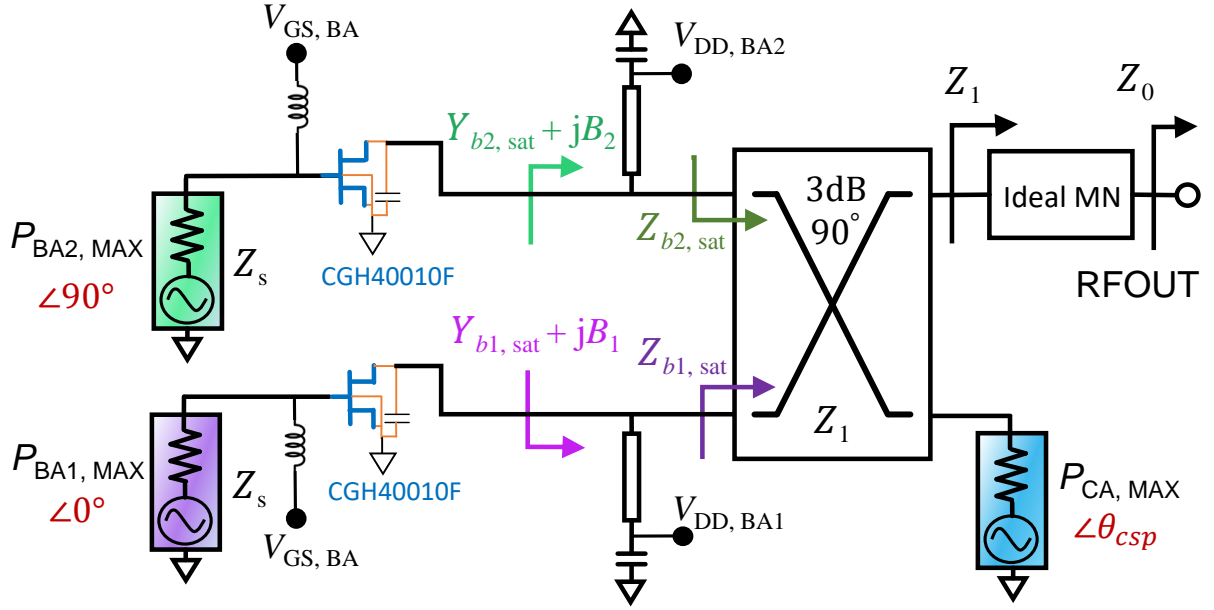 V_GS, BA
V_DD, BA2
Z_1
Z_0
Y_b2, sat + jB_2
3dB
90°
Ideal MN
P_BA2, MAX
∠90°
Z_s
CGH40010F
Z_b2, sat
RFOUT
Y_b1, sat + jB_1
Z_b1, sat
Z_1
P_BA1, MAX
∠0°
Z_s
CGH40010F
P_CA, MAX
∠θ_csp
V_GS, BA
V_DD, BA1